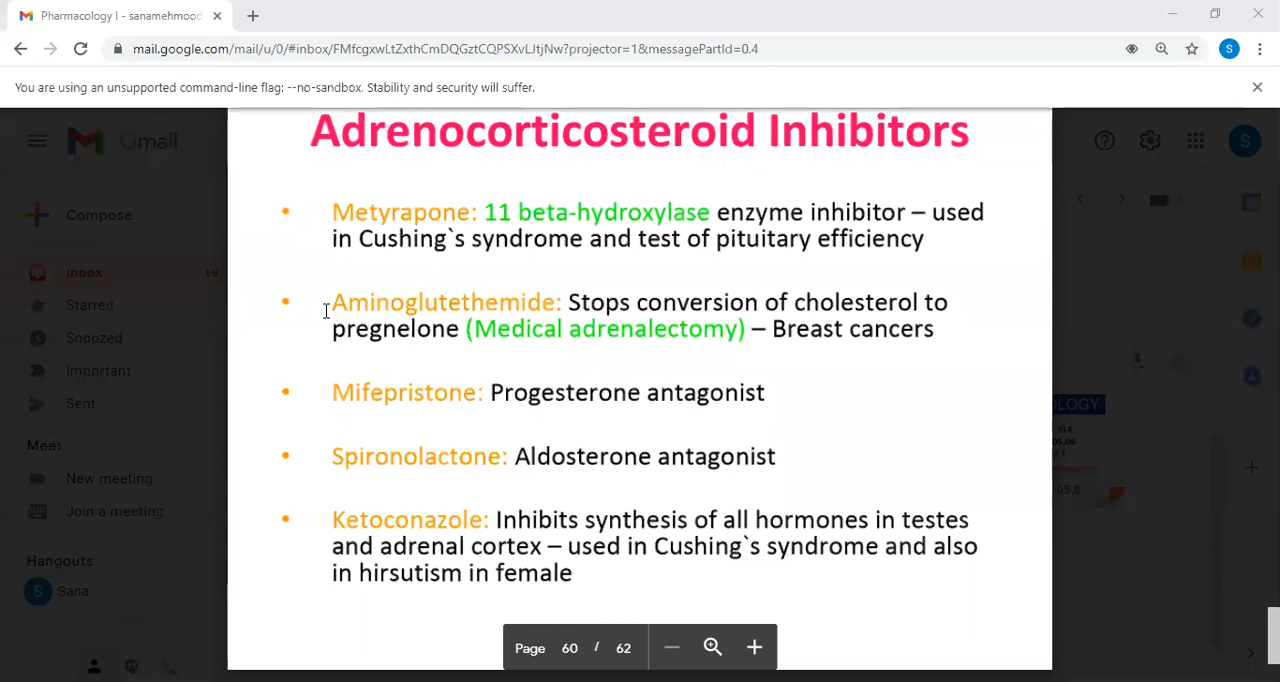 Pharmacology I - sanamehmood
mail.google.com/mail/u/0/#inbox/FMfcgxwLtZxthCmDQGztCQPSXvLJtjNw?projector=1&messagePartId=0.4
S
You are using an unsupported command-line flag: --no-sandbox. Stability and security will suffer.
Gmail
S
Compose
Inbox
19
Starred
Snoozed
Important
Sent
Meet
New meeting
Join a meeting
Hangouts
S
Sana
Adrenocorticosteroid Inhibitors
• Metyrapone: 11 beta-hydroxylase enzyme inhibitor – used
in Cushing`s syndrome and test of pituitary efficiency
• Aminoglutethemide: Stops conversion of cholesterol to
pregnelone (Medical adrenalectomy) – Breast cancers
• Mifepristone: Progesterone antagonist
• Spironolactone: Aldosterone antagonist
• Ketoconazole: Inhibits synthesis of all hormones in testes
and adrenal cortex – used in Cushing`s syndrome and also
in hirsutism in female
Page 60 / 62